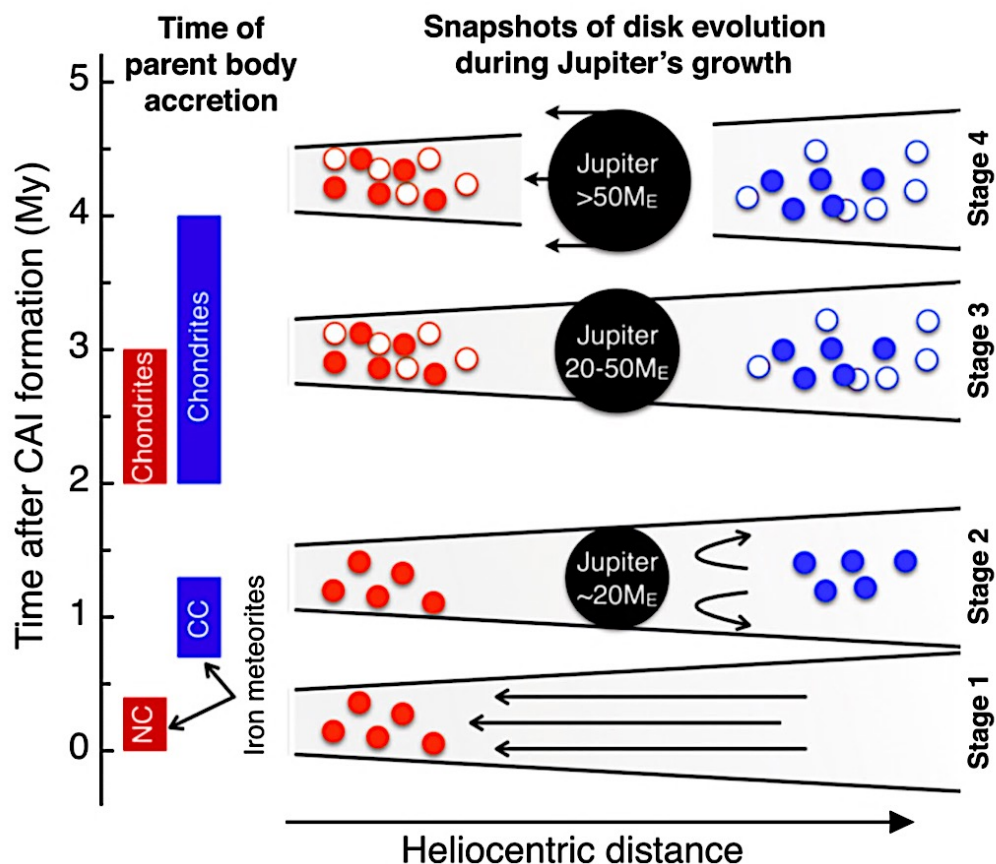 Time of
parent body
accretion
Snapshots of disk evolution
during Jupiter's growth
Time after CAI formation (My)
5
4
3
2
1
0
Chondrites
Chondrites
CC
NC
Iron meteorites
Jupiter
>50ME
Stage 4
Jupiter
20-50ME
Stage 3
Jupiter
~20ME
Stage 2
Stage 1
Heliocentric distance